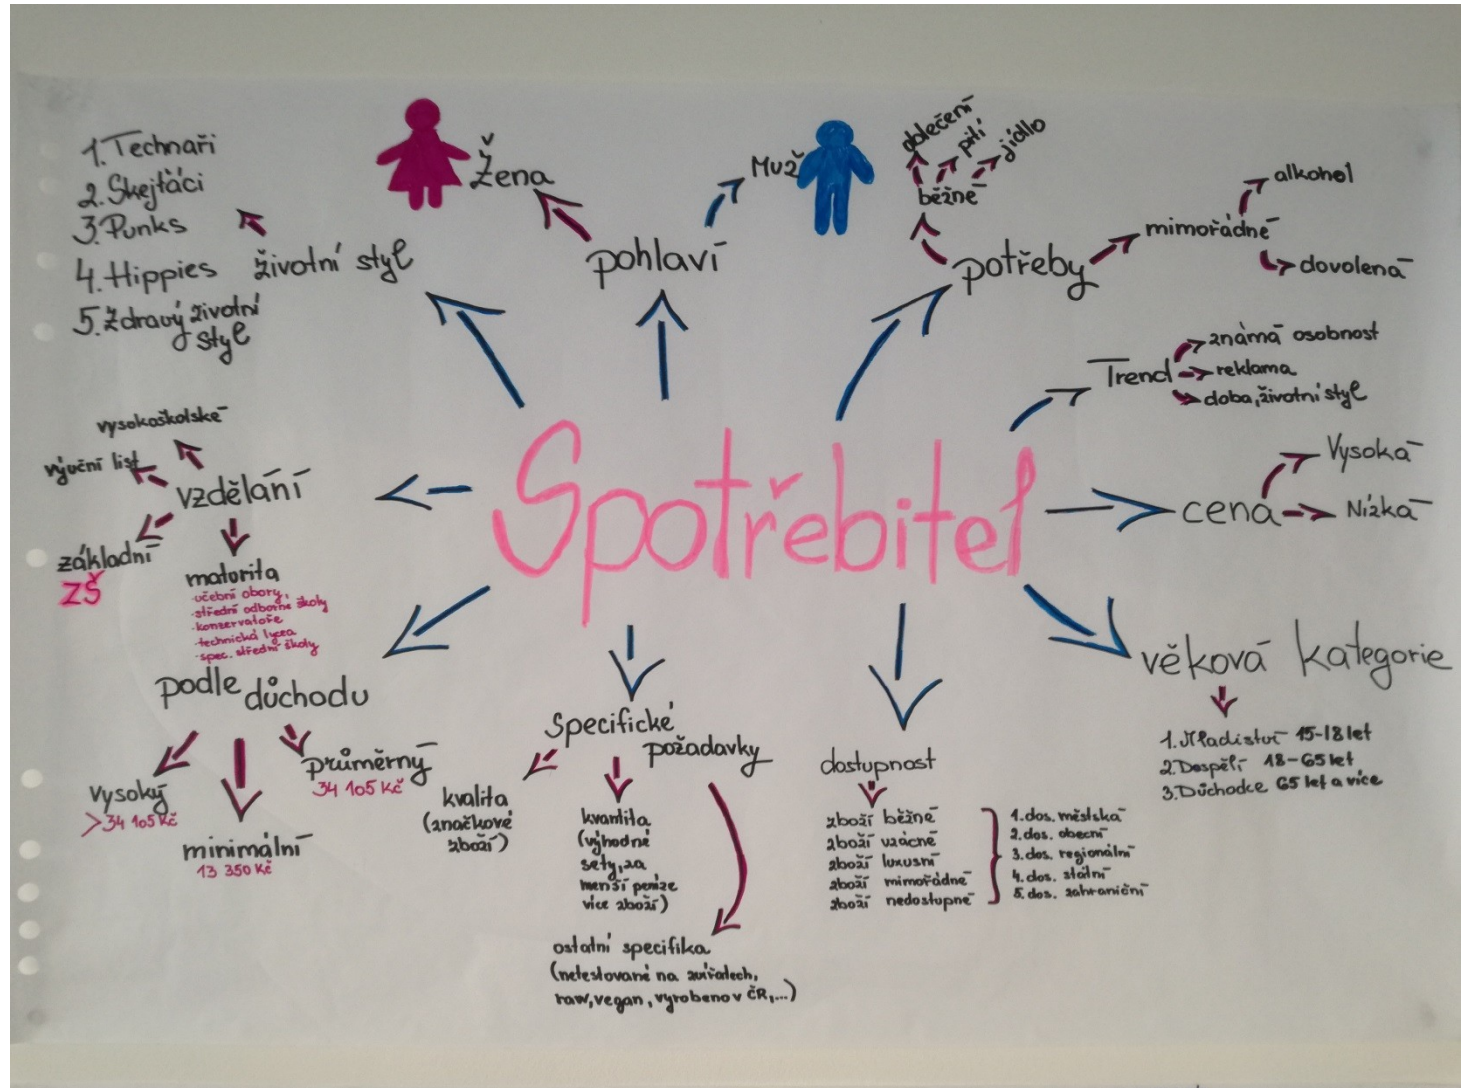 Spotřebitel
životní styl
1. Technaři
2. Skejťáci
3. Punks
4. Hippies
5. Zdravý životní
styl
pohlaví
Žena
Muž
potřeby
běžné
oblečení
pití
jídlo
mimořádné
alkohol
dovolená
Trend
známá osobnost
reklama
doba, životní styl
cena
Vysoká
Nízká
věková kategorie
1. Mladiství 15-18 let
2. Dospělí 18-65 let
3. Důchodce 65 let a více
dostupnost
zboží běžné
zboží vzácné
zboží luxusní
zboží mimořádné
zboží nedostupné
1. dos. městská
2. dos. obecní
3. dos. regionální
4. dos. státní
5. dos. zahraniční
Specifické
požadavky
kvalita
(značkové
zboží)
kvantita
(výhodné
sety, za
menší peníze
více zboží)
ostatní specifika
(netestované na zvířatech,
raw, vegan, vyrobeno v ČR,...)
podle důchodu
vysoký
>34 105 Kč
minimální
13 350 Kč
průměrný
34 105 Kč
vzdělání
vysokoškolské
výuční list
základní
ZŠ
maturita
·učební obory,
·střední odborné školy
·konzervatoře
·technická lycea
·spec. střední školy